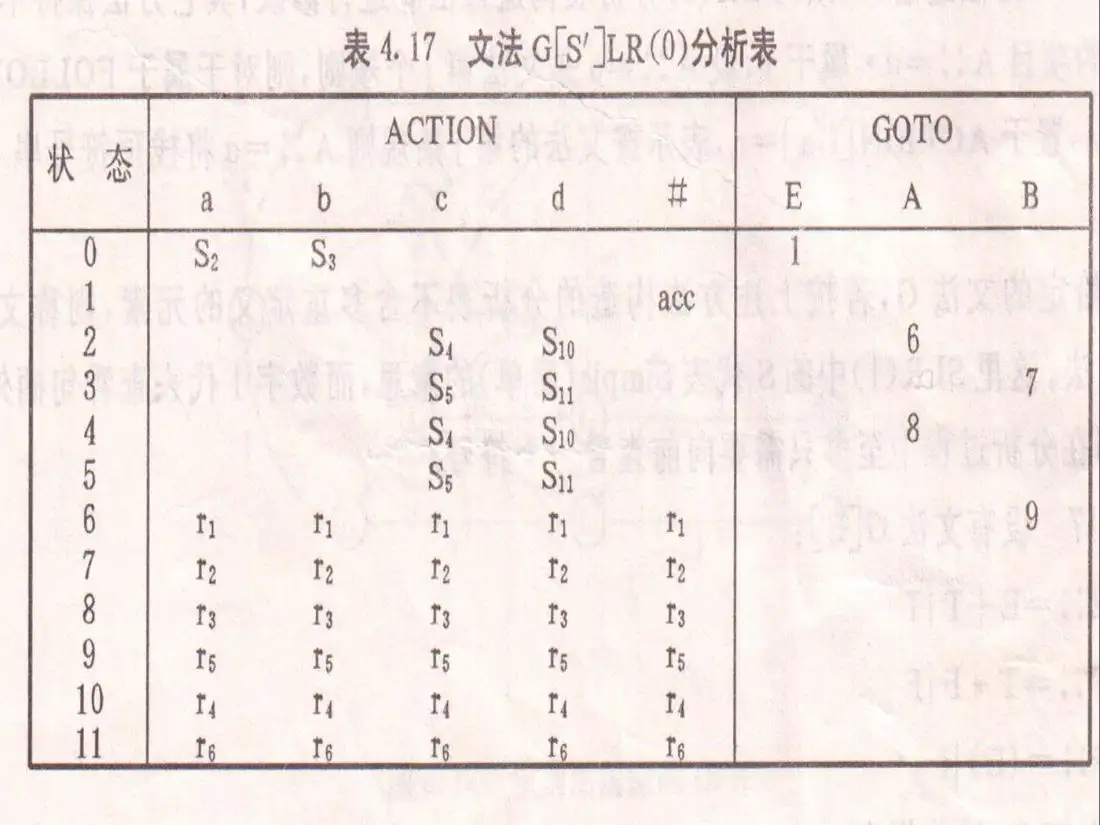 表 4.17 文法 G[S′]LR(0)分析表
状 态 ACTION GOTO
a b c d # E A B
0 S₂ S₃ 1
1 acc
2 S₄ S₁₀ 6
3 S₅ S₁₁ 7
4 S₄ S₁₀ 8
5 S₅ S₁₁
6 r₁ r₁ r₁ r₁ r₁ 9
7 r₂ r₂ r₂ r₂ r₂
8 r₃ r₃ r₃ r₃ r₃
9 r₅ r₅ r₅ r₅ r₅
10 r₄ r₄ r₄ r₄ r₄
11 r₆ r₆ r₆ r₆ r₆